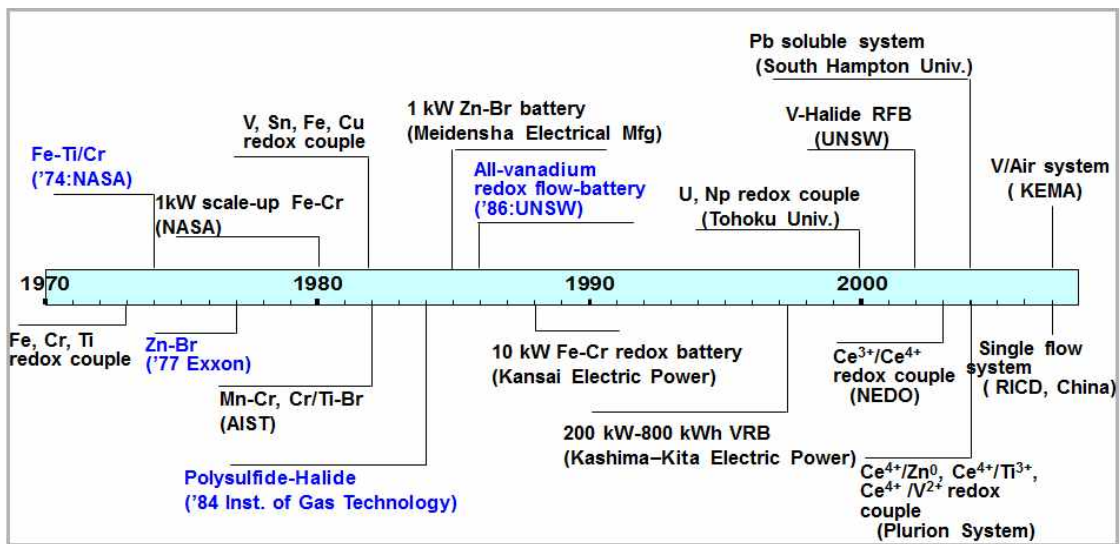 Pb soluble system
(South Hampton Univ.)
1 kW Zn-Br battery
(Meidensha Electrical Mfg)
V, Sn, Fe, Cu
redox couple
V-Halide RFB
(UNSW)
Fe-Ti/Cr
('74:NASA)
All-vanadium
redox flow-battery
('86:UNSW)
V/Air system
( KEMA)
1kW scale-up Fe-Cr
(NASA)
U, Np redox couple
(Tohoku Univ.)
1970
1980
1990
2000
Fe, Cr, Ti
redox couple
Zn-Br
('77 Exxon)
10 kW Fe-Cr redox battery
(Kansai Electric Power)
Ce³⁺/Ce⁴⁺
redox couple
(NEDO)
Single flow
system
( RICD, China)
Mn-Cr, Cr/Ti-Br
(AIST)
200 kW-800 kWh VRB
(Kashima–Kita Electric Power)
Polysulfide-Halide
('84 Inst. of Gas Technology)
Ce⁴⁺/Zn⁰, Ce⁴⁺/Ti³⁺,
Ce⁴⁺ /V²⁺ redox
couple
(Plurion System)